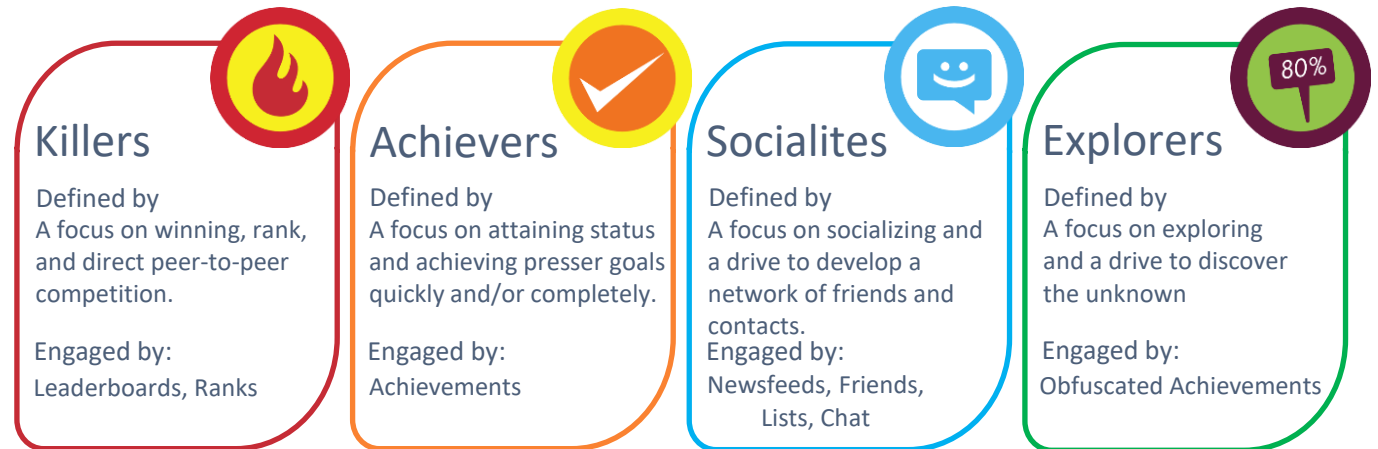 Killers
Defined by
A focus on winning, rank,
and direct peer-to-peer
competition.
Engaged by:
Leaderboards, Ranks
Achievers
Defined by
A focus on attaining status
and achieving presser goals
quickly and/or completely.
Engaged by:
Achievements
Socialites
Defined by
A focus on socializing and
a drive to develop a
network of friends and
contacts.
Engaged by:
Newsfeeds, Friends,
Lists, Chat
80%
Explorers
Defined by
A focus on exploring
and a drive to discover
the unknown
Engaged by:
Obfuscated Achievements